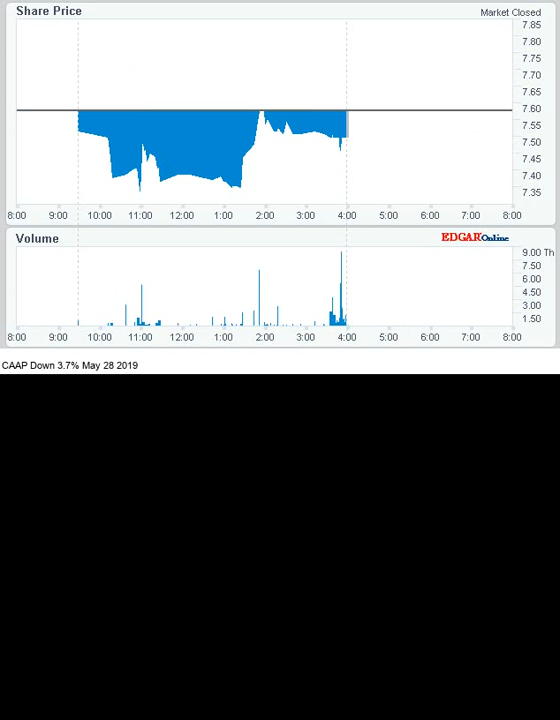 Share Price
Market Closed
7.85
7.80
7.75
7.70
7.65
7.60
7.55
7.50
7.45
7.40
7.35
8:00 9:00 10:00 11:00 12:00 1:00 2:00 3:00 4:00 5:00 6:00 7:00 8:00
Volume
EDGAR Online
9.00 Th
7.50
6.00
4.50
3.00
1.50
8:00 9:00 10:00 11:00 12:00 1:00 2:00 3:00 4:00 5:00 6:00 7:00 8:00
CAAP Down 3.7% May 28 2019